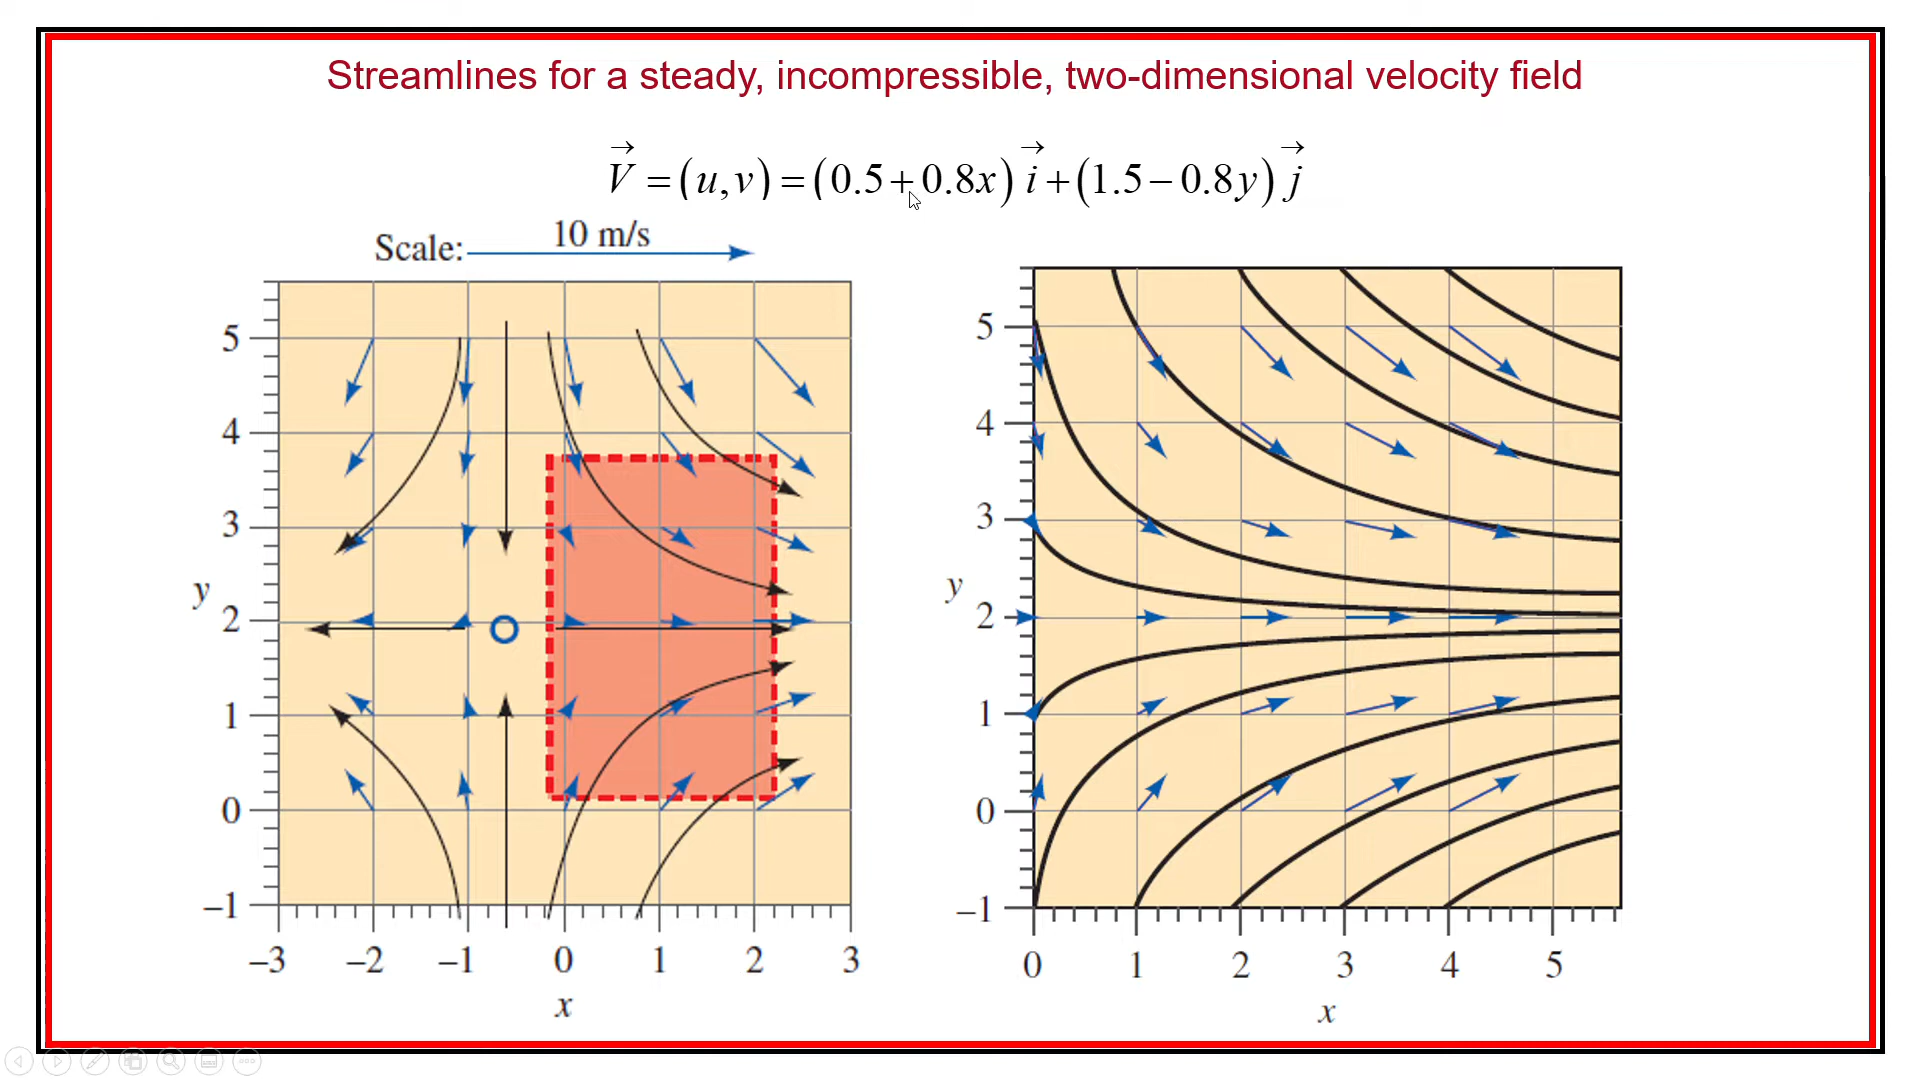 Streamlines for a steady, incompressible, two-dimensional velocity field
V⃗ = (u, v) = (0.5 + 0.8x) i⃗ + (1.5 − 0.8y) j⃗
Scale: 10 m/s
5
4
3
y
2
1
0
−1
−3 −2 −1 0 1 2 3
x
5
4
3
y
2
1
0
−1
0 1 2 3 4 5
x